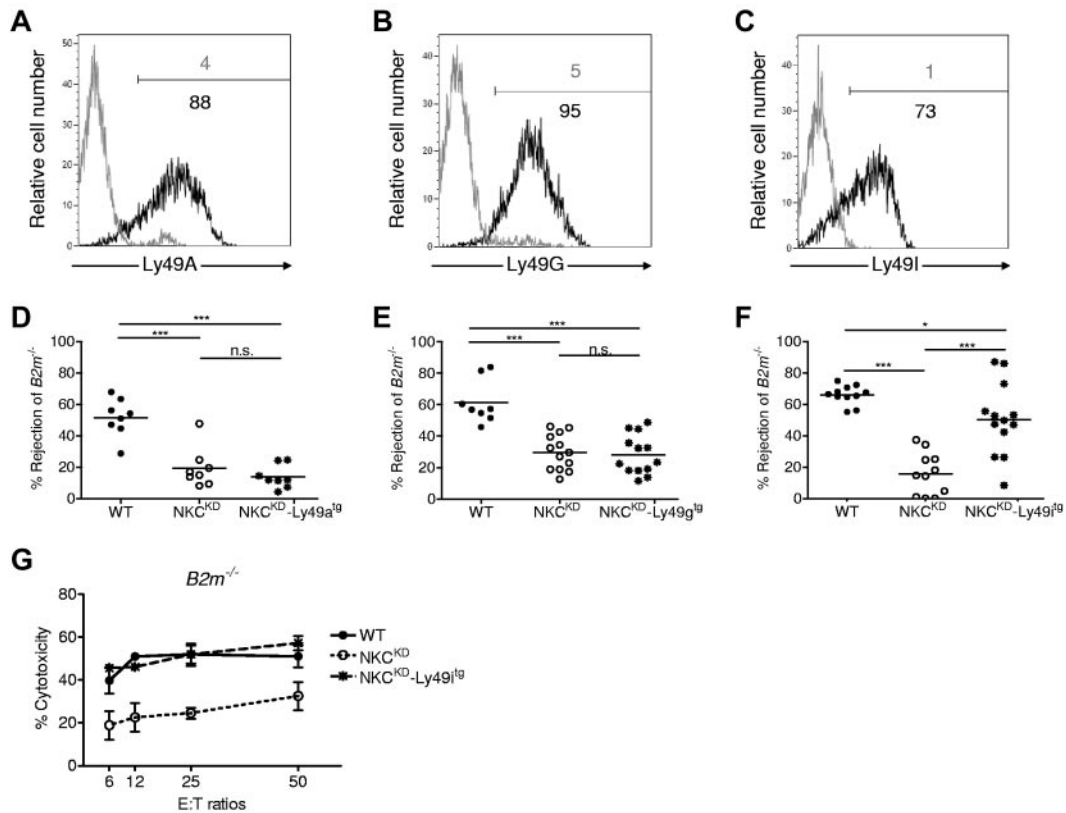 A
Relative cell number
50
40
30
20
10
0
4
88
Ly49A
B
Relative cell number
40
30
20
10
0
5
95
Ly49G
C
Relative cell number
40
30
20
10
0
1
73
Ly49I
D
% Rejection of B2m-/-
100
80
60
40
20
0
***
***
n.s.
WT
NKCKD
NKCKD-Ly49atg
E
% Rejection of B2m-/-
100
80
60
40
20
0
***
***
n.s.
WT
NKCKD
NKCKD-Ly49gtg
F
% Rejection of B2m-/-
100
80
60
40
20
0
*
***
***
WT
NKCKD
NKCKD-Ly49itg
G
B2m-/-
% Cytotoxicity
80
60
40
20
0
6
12
25
50
E:T ratios
WT
NKCKD
NKCKD-Ly49itg